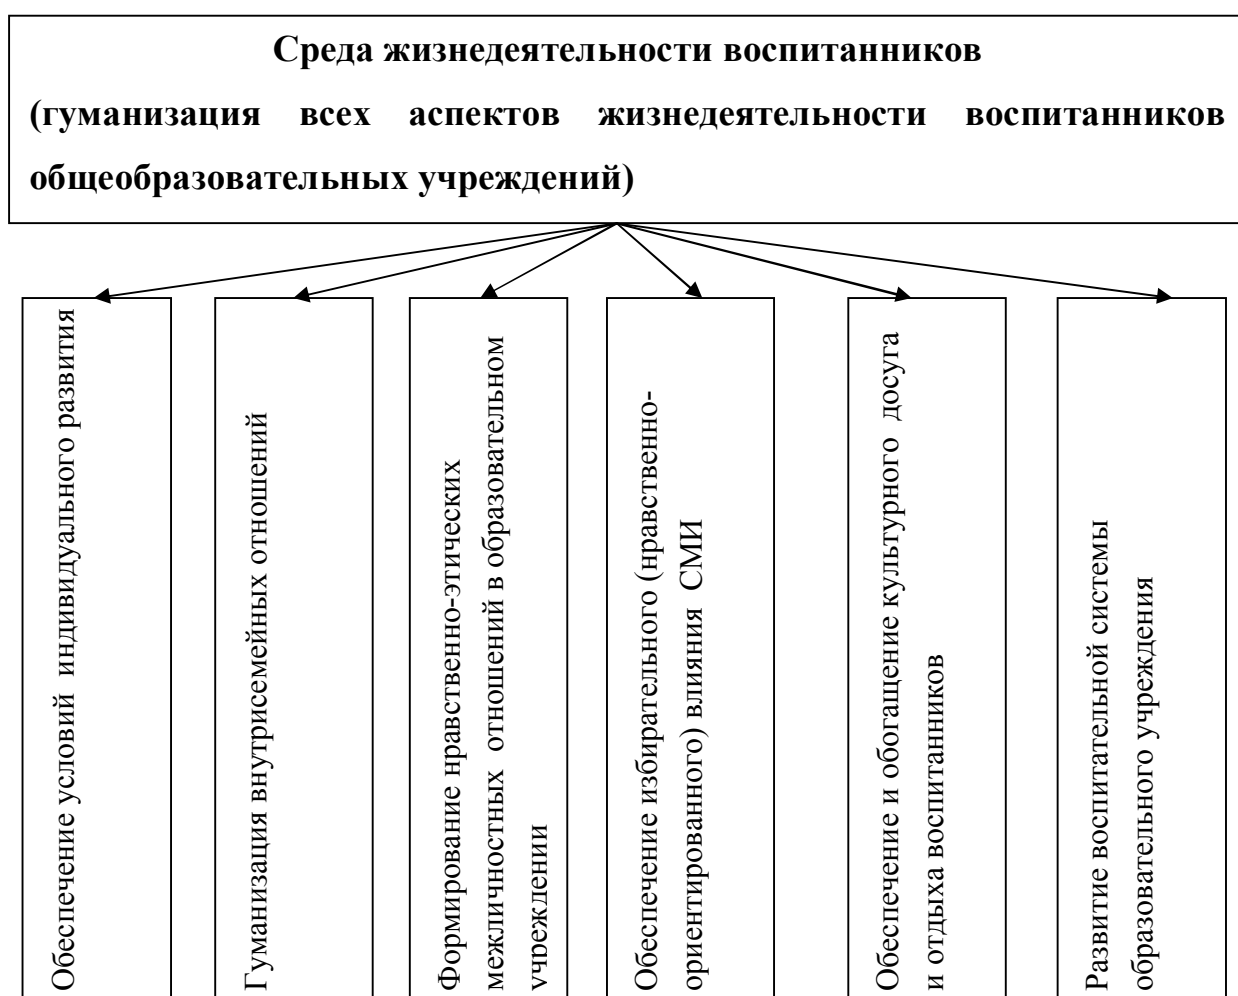 Среда жизнедеятельности воспитанников
(гуманизация всех аспектов жизнедеятельности воспитанников
общеобразовательных учреждений)
Обеспечение условий индивидуального развития
Гуманизация внутрисемейных отношений
Формирование нравственно-этических
межличностных отношений в образовательном
учреждении
Обеспечение избирательного (нравственно-
ориентированного) влияния СМИ
Обеспечение и обогащение культурного досуга
и отдыха воспитанников
Развитие воспитательной системы
образовательного учреждения